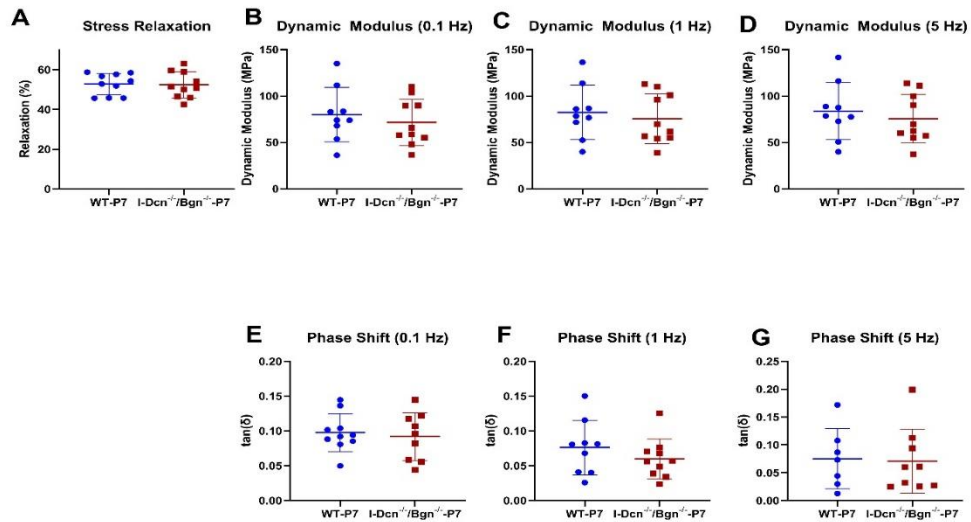 A
Stress Relaxation
Relaxation (%)
60
40
20
0
WT-P7
I-Dcn⁻/⁻/Bgn⁻/⁻-P7
B
Dynamic Modulus (0.1 Hz)
Dynamic Modulus (MPa)
150
100
50
0
WT-P7
I-Dcn⁻/⁻/Bgn⁻/⁻-P7
C
Dynamic Modulus (1 Hz)
Dynamic Modulus (MPa)
150
100
50
0
WT-P7
I-Dcn⁻/⁻/Bgn⁻/⁻-P7
D
Dynamic Modulus (5 Hz)
Dynamic Modulus (MPa)
150
100
50
0
WT-P7
I-Dcn⁻/⁻/Bgn⁻/⁻-P7
E
Phase Shift (0.1 Hz)
tan(δ)
0.20
0.15
0.10
0.05
0.00
WT-P7
I-Dcn⁻/⁻/Bgn⁻/⁻-P7
F
Phase Shift (1 Hz)
tan(δ)
0.20
0.15
0.10
0.05
0.00
WT-P7
I-Dcn⁻/⁻/Bgn⁻/⁻-P7
G
Phase Shift (5 Hz)
tan(δ)
0.25
0.20
0.15
0.10
0.05
0.00
WT-P7
I-Dcn⁻/⁻/Bgn⁻/⁻-P7